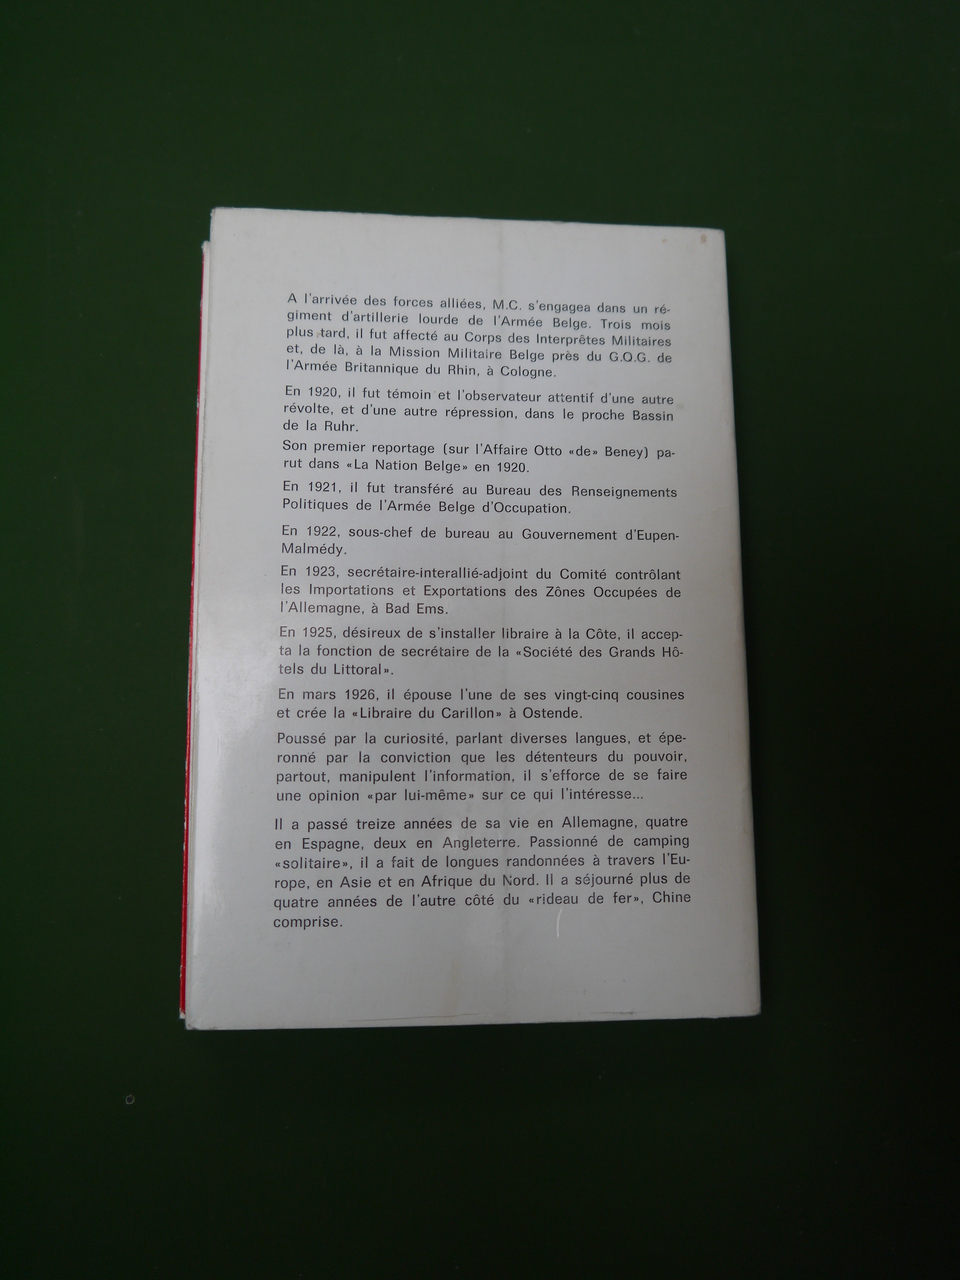 A l'arrivée des forces alliées, M.C. s'engagea dans un ré-
giment d'artillerie lourde de l'Armée Belge. Trois mois
plus tard, il fut affecté au Corps des Interprêtes Militaires
et, de là, à la Mission Militaire Belge près du G.Q.G. de
l'Armée Britannique du Rhin, à Cologne.
En 1920, il fut témoin et l'observateur attentif d'une autre
révolte, et d'une autre répression, dans le proche Bassin
de la Ruhr.
Son premier reportage (sur l'Affaire Otto «de» Beney) pa-
rut dans «La Nation Belge» en 1920.
En 1921, il fut transféré au Bureau des Renseignements
Politiques de l'Armée Belge d'Occupation.
En 1922, sous-chef de bureau au Gouvernement d'Eupen-
Malmédy.
En 1923, secrétaire-interallié-adjoint du Comité contrôlant
les Importations et Exportations des Zônes Occupées de
l'Allemagne, à Bad Ems.
En 1925, désireux de s'installer libraire à la Côte, il accep-
ta la fonction de secrétaire de la «Société des Grands Hô-
tels du Littoral».
En mars 1926, il épouse l'une de ses vingt-cinq cousines
et crée la «Libraire du Carillon» à Ostende.
Poussé par la curiosité, parlant diverses langues, et épe-
ronné par la conviction que les détenteurs du pouvoir,
partout, manipulent l'information, il s'efforce de se faire
une opinion «par lui-même» sur ce qui l'intéresse...
Il a passé treize années de sa vie en Allemagne, quatre
en Espagne, deux en Angleterre. Passionné de camping
«solitaire», il a fait de longues randonnées à travers l'Eu-
rope, en Asie et en Afrique du Nord. Il a séjourné plus de
quatre années de l'autre côté du «rideau de fer», Chine
comprise.